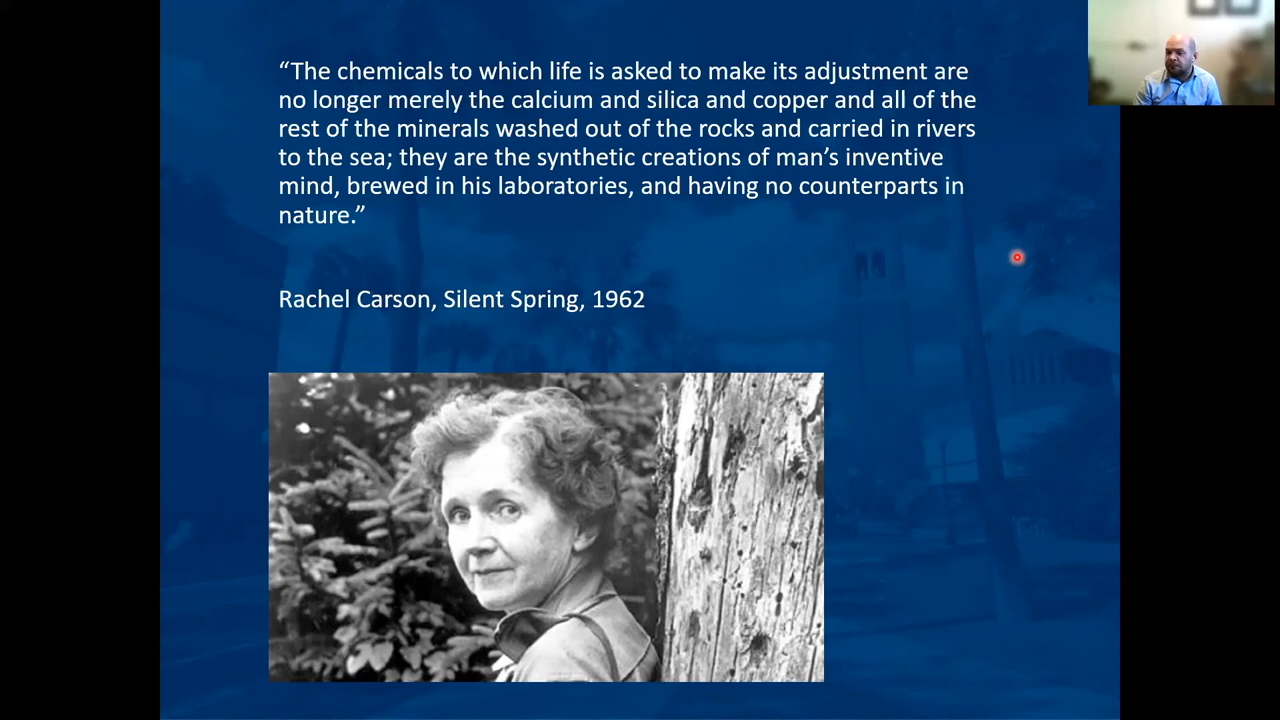 “The chemicals to which life is asked to make its adjustment are
no longer merely the calcium and silica and copper and all of the
rest of the minerals washed out of the rocks and carried in rivers
to the sea; they are the synthetic creations of man’s inventive
mind, brewed in his laboratories, and having no counterparts in
nature.”
Rachel Carson, Silent Spring, 1962